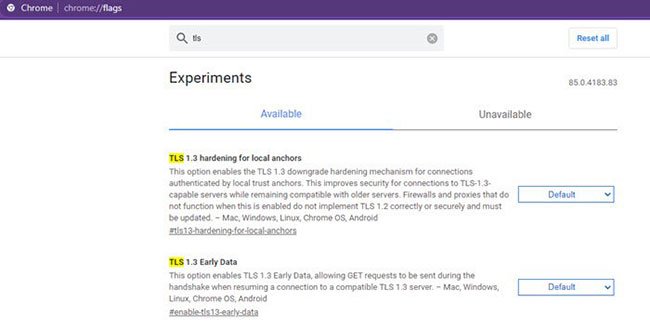 Chrome | chrome://flags
tls
Reset all
Experiments
85.0.4183.83
Available
Unavailable
TLS 1.3 hardening for local anchors
This option enables the TLS 1.3 downgrade hardening mechanism for connections
authenticated by local trust anchors. This improves security for connections to TLS-1.3-
capable servers while remaining compatible with older servers. Firewalls and proxies that do
not function when this is enabled do not implement TLS 1.2 correctly or securely and must
be updated. – Mac, Windows, Linux, Chrome OS, Android
#tls13-hardening-for-local-anchors
Default
TLS 1.3 Early Data
This option enables TLS 1.3 Early Data, allowing GET requests to be sent during the
handshake when resuming a connection to a compatible TLS 1.3 server. – Mac, Windows,
Linux, Chrome OS, Android
#enable-tls13-early-data
Default